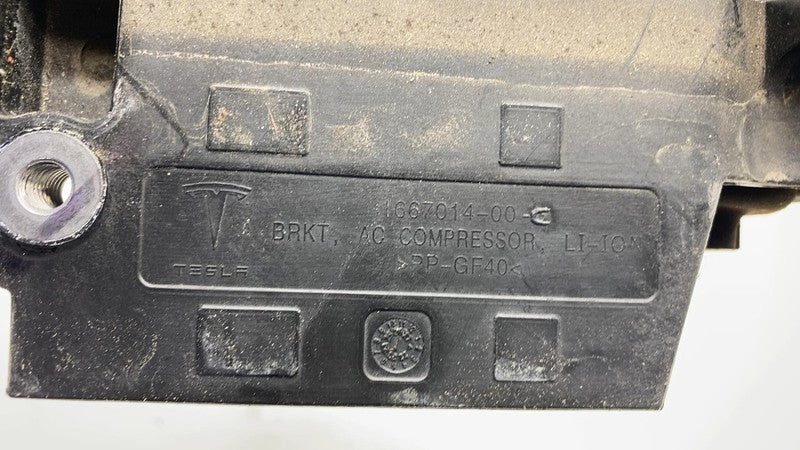 1667014-00-C
BRKT, AC COMPRESSOR, LI-ION
>PP-GF40<
TESLA